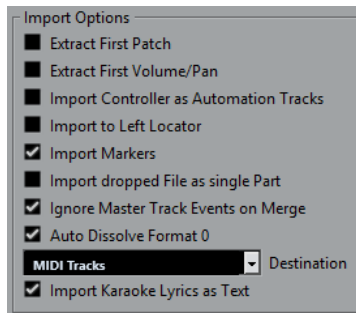 Import Options
Extract First Patch
Extract First Volume/Pan
Import Controller as Automation Tracks
Import to Left Locator
Import Markers
Import dropped File as single Part
Ignore Master Track Events on Merge
Auto Dissolve Format 0
MIDI Tracks Destination
Import Karaoke Lyrics as Text